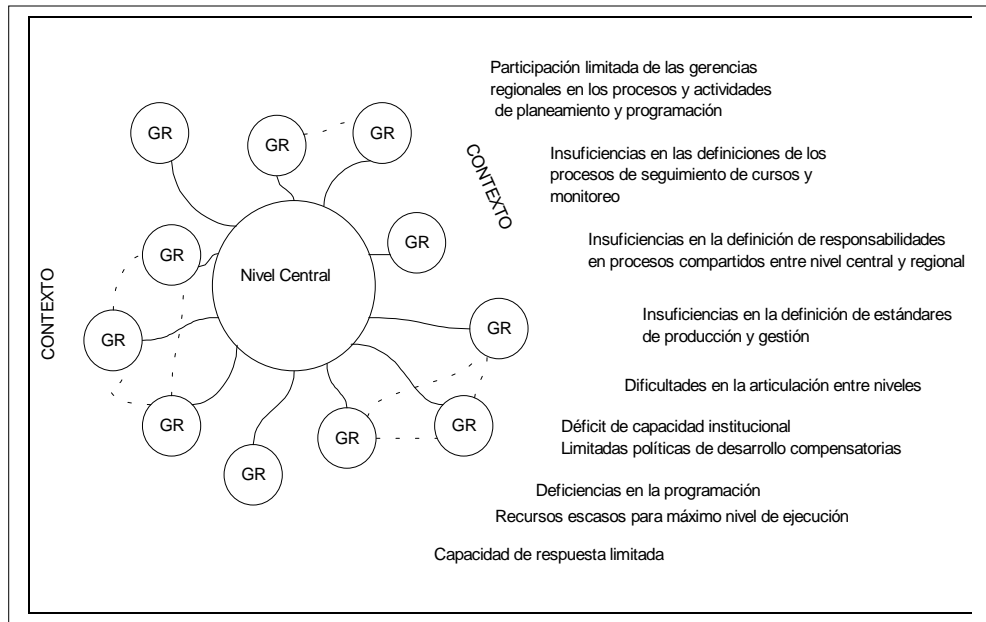 Participación limitada de las gerencias
regionales en los procesos y actividades
de planeamiento y programación
GR
GR
GR
CONTEXTO
Insuficiencias en las definiciones de los
procesos de seguimiento de cursos y
monitoreo
GR
GR
Insuficiencias en la definición de responsabilidades
en procesos compartidos entre nivel central y regional
Nivel Central
CONTEXTO
GR
GR
Insuficiencias en la definición de estándares
de producción y gestión
Dificultades en la articulación entre niveles
GR
GR
GR
GR
Déficit de capacidad institucional
Limitadas políticas de desarrollo compensatorias
Deficiencias en la programación
Recursos escasos para máximo nivel de ejecución
Capacidad de respuesta limitada